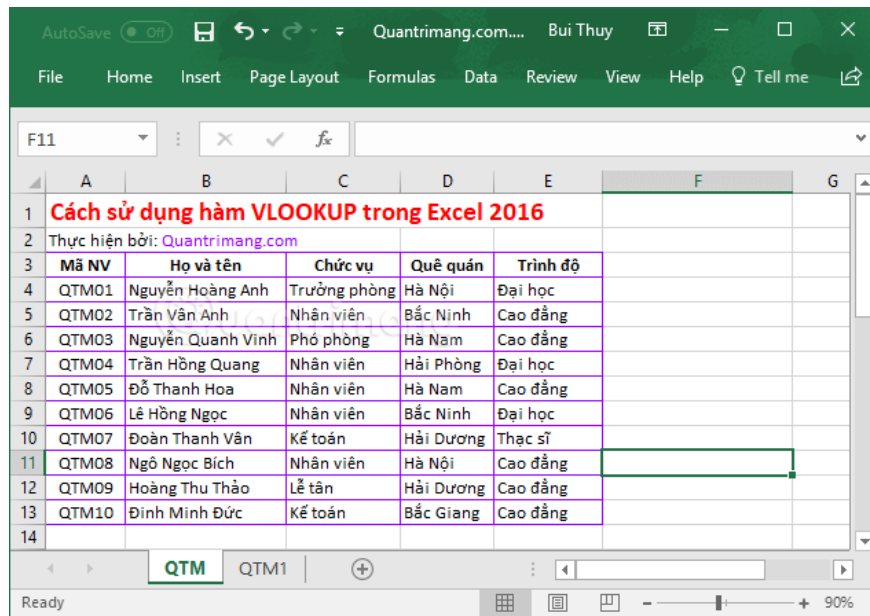 AutoSave Off Quantrimang.com.... Bui Thuy
File Home Insert Page Layout Formulas Data Review View Help Tell me
F11 fx
A B C D E F G
1 Cách sử dụng hàm VLOOKUP trong Excel 2016
2 Thực hiện bởi: Quantrimang.com
3 Mã NV Họ và tên Chức vụ Quê quán Trình độ
4 QTM01 Nguyễn Hoàng Anh Trưởng phòng Hà Nội Đại học
5 QTM02 Trần Vân Anh Nhân viên Bắc Ninh Cao đẳng
6 QTM03 Nguyễn Quanh Vinh Phó phòng Hà Nam Cao đẳng
7 QTM04 Trần Hồng Quang Nhân viên Hải Phòng Đại học
8 QTM05 Đỗ Thanh Hoa Nhân viên Hà Nam Cao đẳng
9 QTM06 Lê Hồng Ngọc Nhân viên Bắc Ninh Đại học
10 QTM07 Đoàn Thanh Vân Kế toán Hải Dương Thạc sĩ
11 QTM08 Ngô Ngọc Bích Nhân viên Hà Nội Cao đẳng
12 QTM09 Hoàng Thu Thảo Lễ tân Hải Dương Cao đẳng
13 QTM10 Đinh Minh Đức Kế toán Bắc Giang Cao đẳng
14
QTM QTM1
Ready 90%